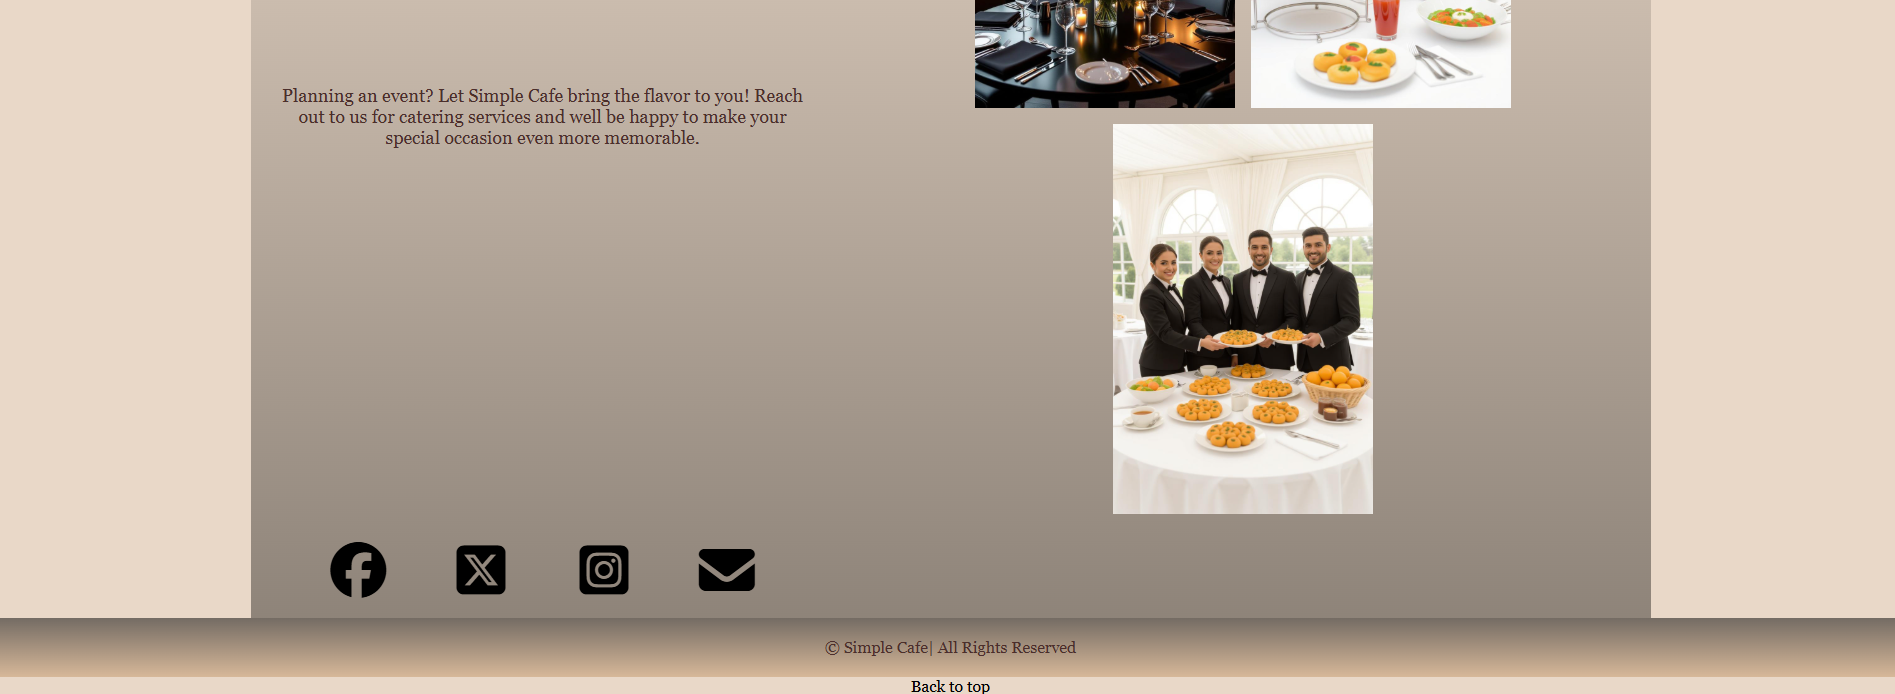 Planning an event? Let Simple Cafe bring the flavor to you! Reach
out to us for catering services and well be happy to make your
special occasion even more memorable.
© Simple Cafe| All Rights Reserved
Back to top